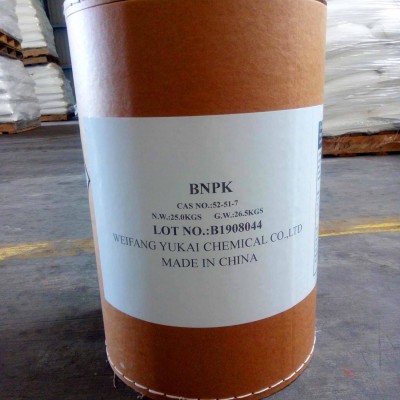 BNPK
CAS NO.:52-51-7
N.W.:25.0KGS G.W.:26.5KGS
LOT NO.:B1908044
WEIFANG YUKAI CHEMICAL CO.,LTD
MADE IN CHINA